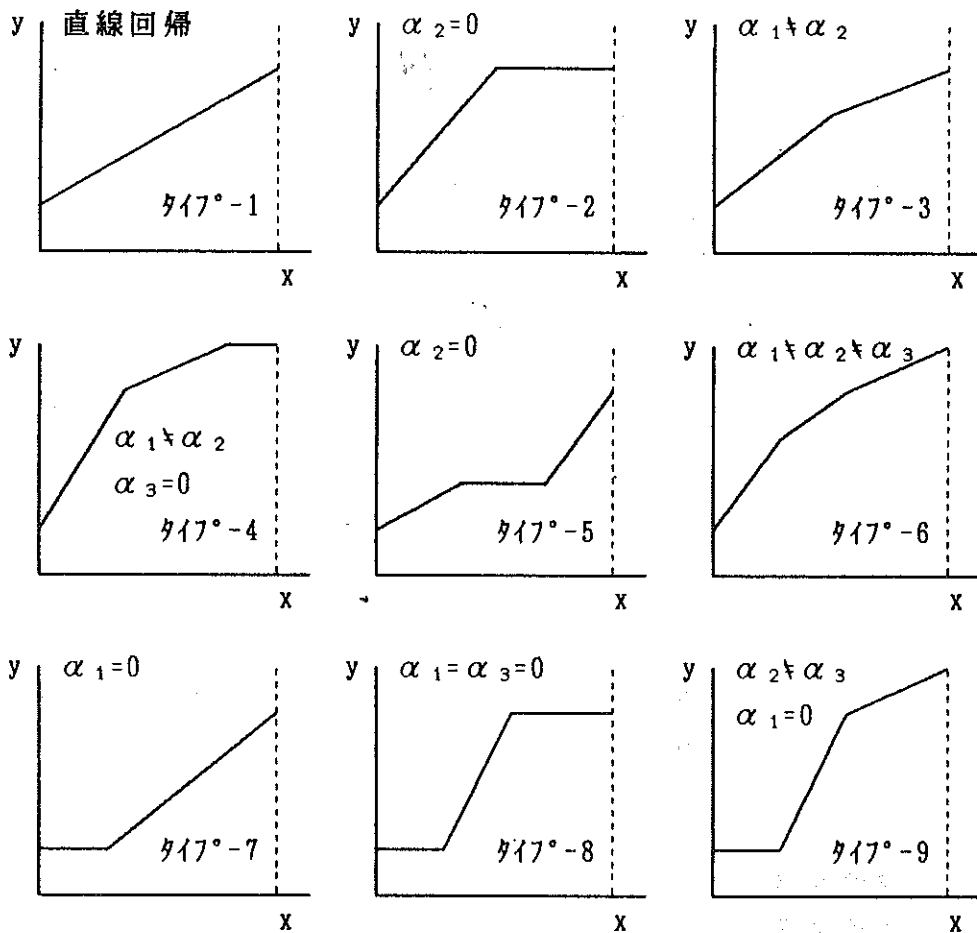 y 直線回帰
タイプ-1
x
y α₂=0
タイプ-2
x
y α₁≠α₂
タイプ-3
x
y
α₁≠α₂
α₃=0
タイプ-4
x
y α₂=0
タイプ-5
x
y α₁≠α₂≠α₃
タイプ-6
x
y α₁=0
タイプ-7
x
y α₁=α₃=0
タイプ-8
x
y α₂≠α₃
α₁=0
タイプ-9
x